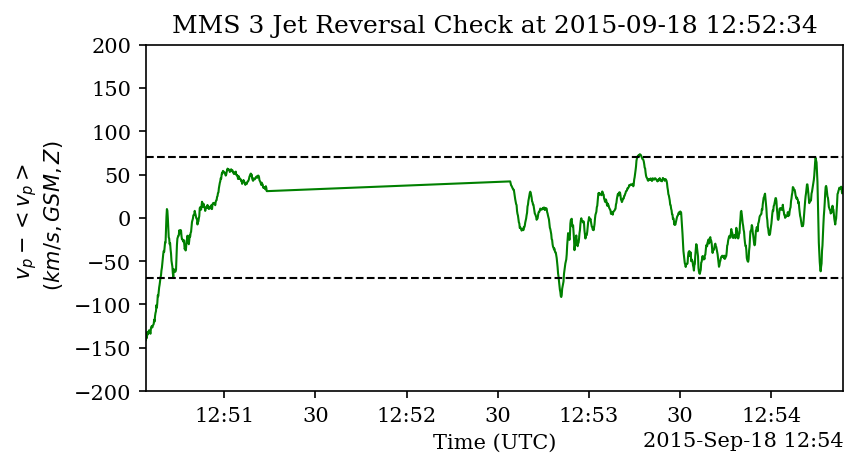 MMS 3 Jet Reversal Check at 2015-09-18 12:52:34
200
150
100
50
0
−50
−100
−150
−200
v_p − < v_p >
(km/s, GSM, Z)
12:51 30 12:52 30 12:53 30 12:54
Time (UTC)
2015-Sep-18 12:54